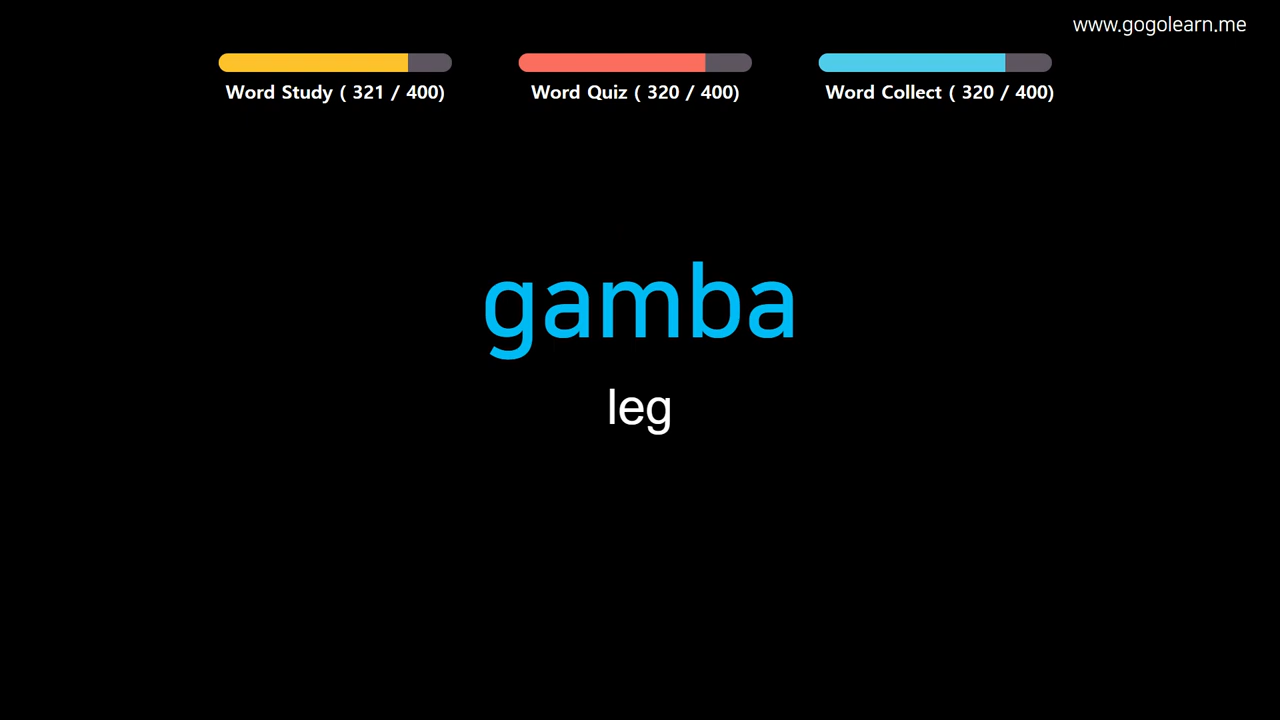 www.gogolearn.me
Word Study ( 321 / 400)
Word Quiz ( 320 / 400)
Word Collect ( 320 / 400)
gamba
leg